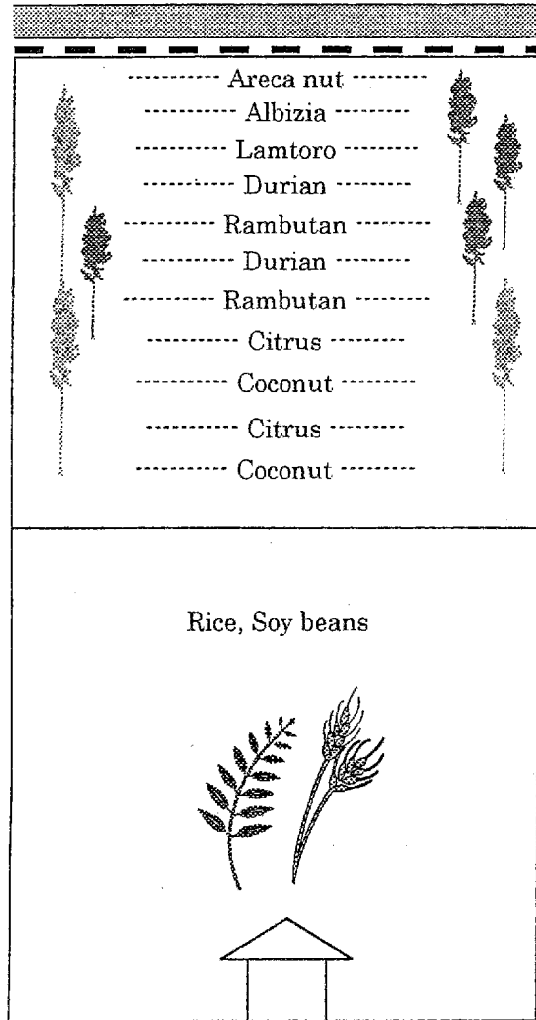 Areca nut
Albizia
Lamtoro
Durian
Rambutan
Durian
Rambutan
Citrus
Coconut
Citrus
Coconut
Rice, Soy beans